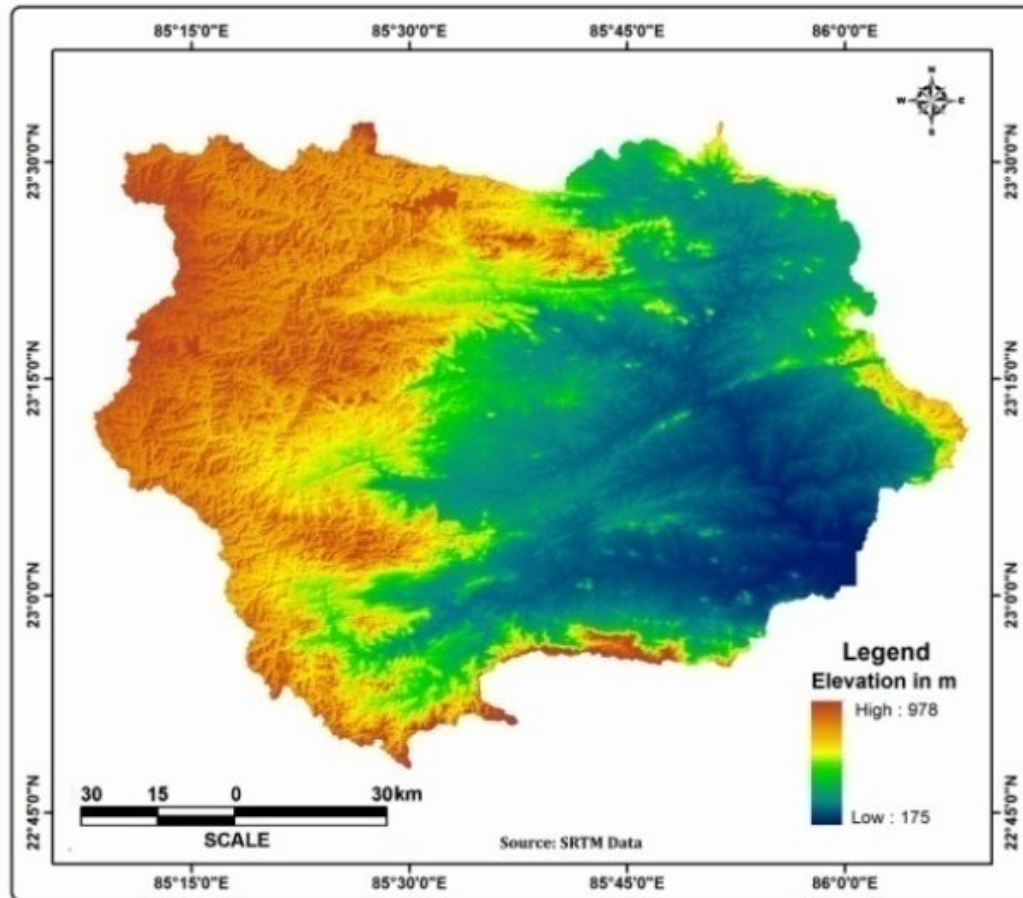 85°15'0"E 85°30'0"E 85°45'0"E 86°0'0"E
N
W E
S
23°30'0"N 23°30'0"N
23°15'0"N 23°15'0"N
23°0'0"N 23°0'0"N
22°45'0"N 22°45'0"N
Legend
Elevation in m
High : 978
Low : 175
30 15 0 30km
SCALE
Source: SRTM Data
85°15'0"E 85°30'0"E 85°45'0"E 86°0'0"E